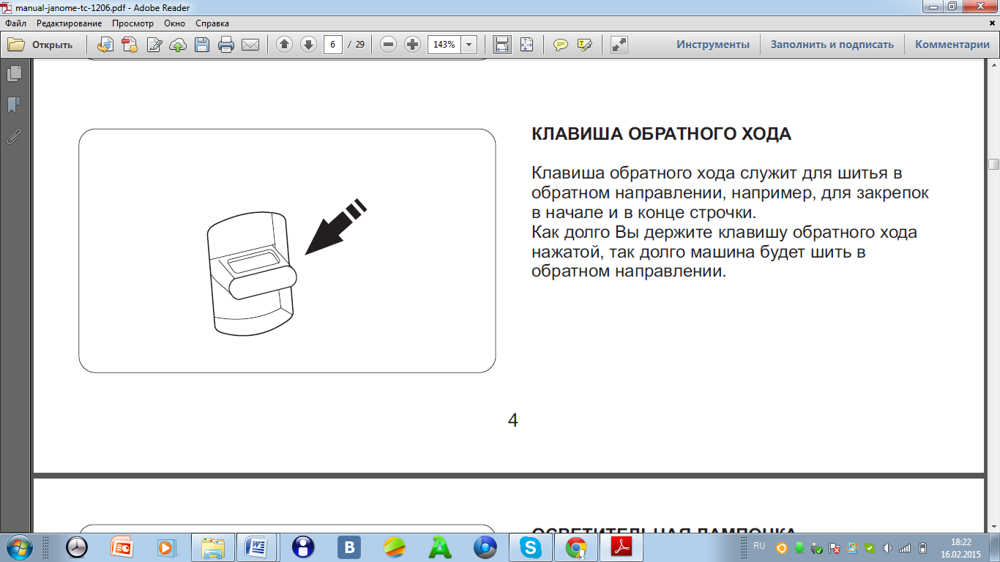 manual-janome-tc-1206.pdf - Adobe Reader
Файл Редактирование Просмотр Окно Справка
Открыть 6 / 29 143% Инструменты Заполнить и подписать Комментарии
КЛАВИША ОБРАТНОГО ХОДА
Клавиша обратного хода служит для шитья в
обратном направлении, например, для закрепок
в начале и в конце строчки.
Как долго Вы держите клавишу обратного хода
нажатой, так долго машина будет шить в
обратном направлении.
4
ОСВЕТИТЕЛЬНАЯ ЛАМПОЧКА
RU 18:22
16.02.2015